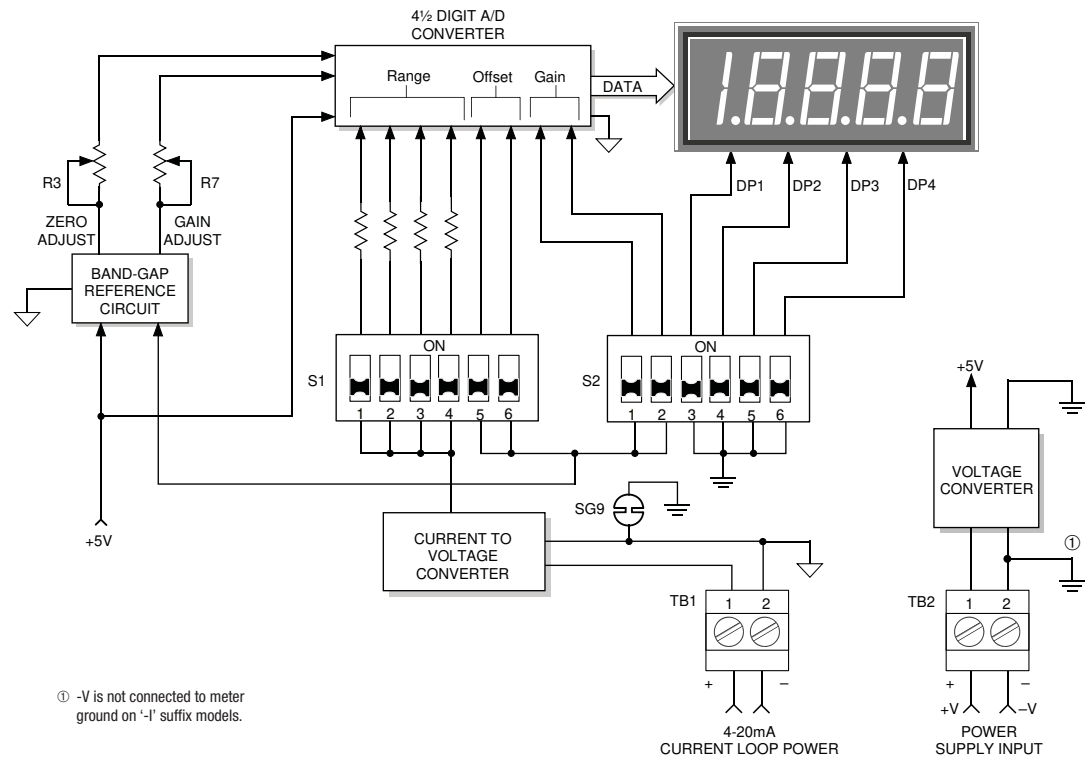 4½ DIGIT A/D
CONVERTER
Range Offset Gain
DATA
1.8.8.8.8
R3
R7
DP1 DP2 DP3 DP4
ZERO
ADJUST
GAIN
ADJUST
BAND-GAP
REFERENCE
CIRCUIT
S1
ON
1 2 3 4 5 6
S2
ON
1 2 3 4 5 6
+5V
VOLTAGE
CONVERTER
①
+5V
SG9
CURRENT TO
VOLTAGE
CONVERTER
TB1
1 2
+ –
4-20mA
CURRENT LOOP POWER
TB2
1 2
+ –
+V –V
POWER
SUPPLY INPUT
① -V is not connected to meter
ground on ‘-I’ suffix models.